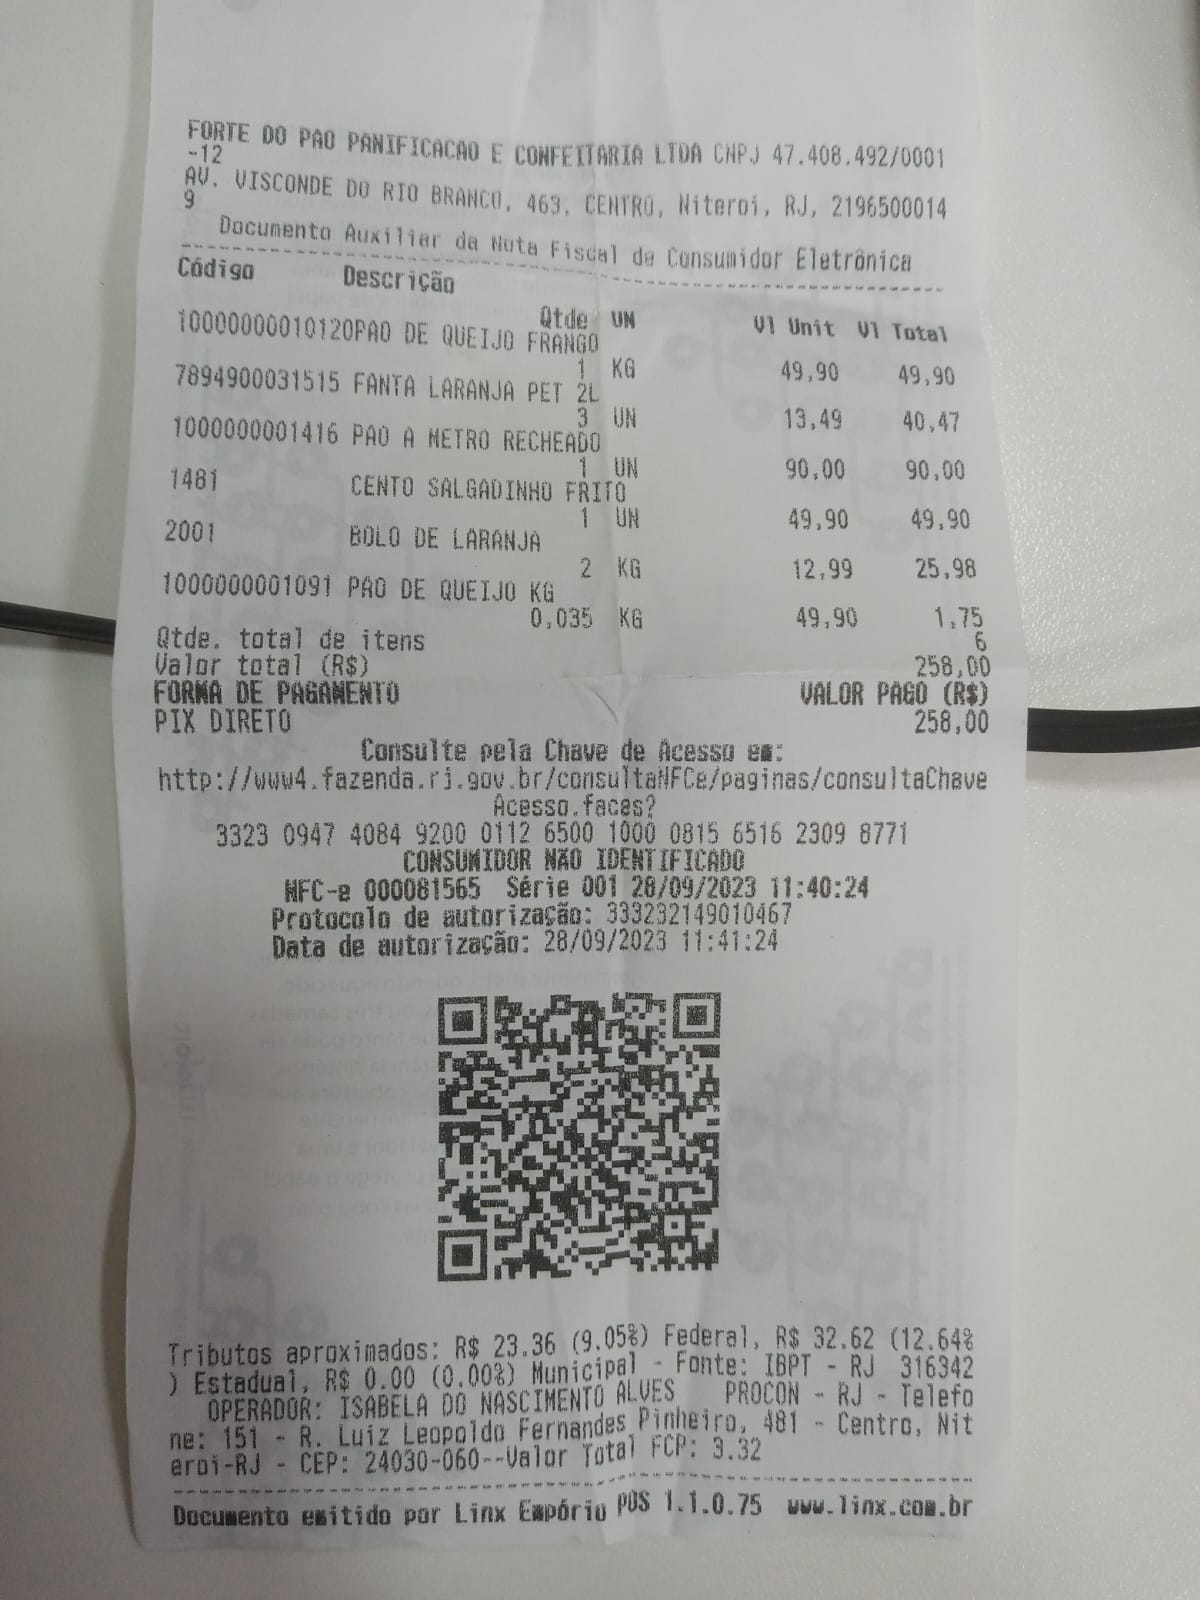 FORTE DO PAO PANIFICACAO E CONFEITARIA LTDA CNPJ 47.408.492/0001
-12
AV. VISCONDE DO RIO BRANCO, 463, CENTRO, Niteroi, RJ, 2196500014
9
Documento Auxiliar da Nota Fiscal de Consumidor Eletrônica
Código Descrição
Qtde UN Vl Unit Vl Total
10000000010120PAO DE QUEIJO FRANGO
1 KG 49,90 49,90
7894900031515 FANTA LARANJA PET 2L
3 UN 13,49 40,47
1000000001416 PAO A METRO RECHEADO
1 UN 90,00 90,00
1481 CENTO SALGADINHO FRITO
1 UN 49,90 49,90
2001 BOLO DE LARANJA
2 KG 12,99 25,98
1000000001091 PAO DE QUEIJO KG
0,035 KG 49,90 1,75
Qtde. total de itens 6
Valor total (R$) 258,00
FORMA DE PAGAMENTO VALOR PAGO (R$)
PIX DIRETO 258,00
Consulte pela Chave de Acesso em:
http://www4.fazenda.rj.gov.br/consultaNFCe/paginas/consultaChave
Acesso.faces?
3323 0947 4084 9200 0112 6500 1000 0815 6516 2309 8771
CONSUMIDOR NÃO IDENTIFICADO
NFC-e 000081565 Série 001 28/09/2023 11:40:24
Protocolo de autorização: 333232149010467
Data de autorização: 28/09/2023 11:41:24
Tributos aproximados: R$ 23.36 (9.05%) Federal, R$ 32.62 (12.64%
) Estadual, R$ 0.00 (0.00%) Municipal - Fonte: IBPT - RJ 316342
OPERADOR: ISABELA DO NASCIMENTO ALVES PROCON - RJ - Telefo
ne: 151 - R. Luiz Leopoldo Fernandes Pinheiro, 481 - Centro, Nit
eroi-RJ - CEP: 24030-060--Valor Total FCP: 3.32
Documento emitido por Linx Empório POS 1.1.0.75 www.linx.com.br